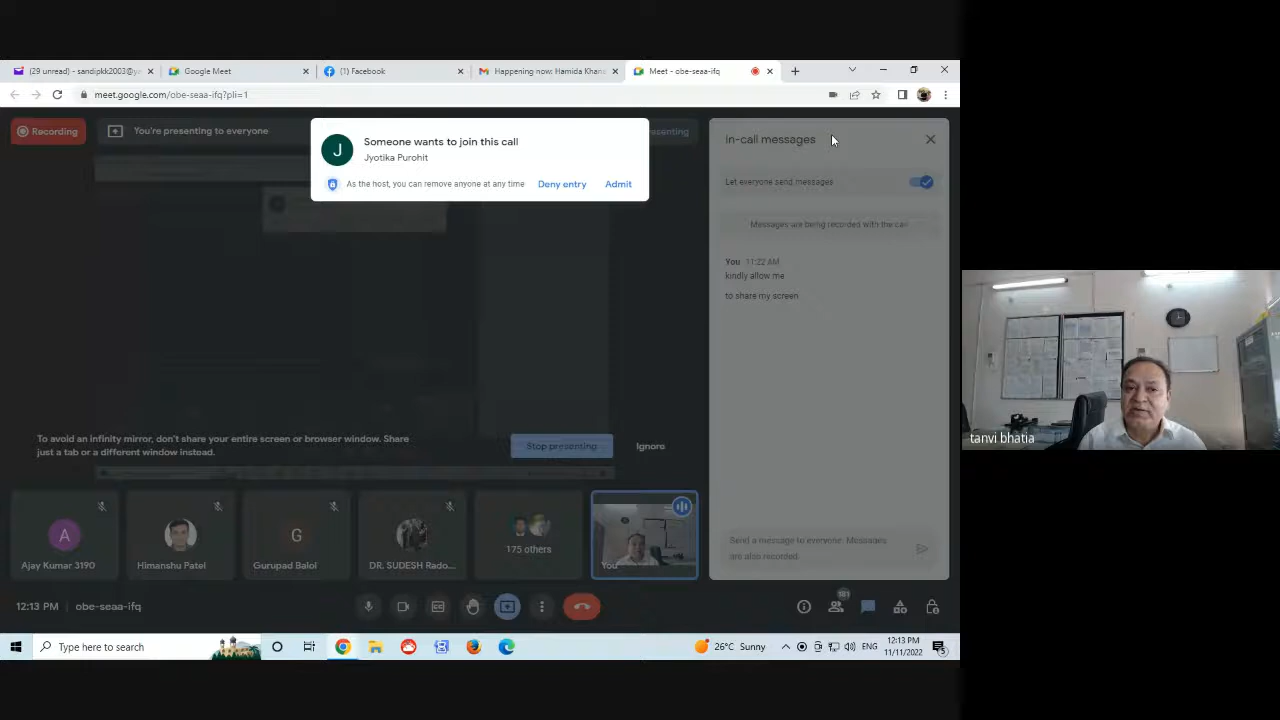 (29 unread) - sandipkk2003@y
Google Meet
(1) Facebook
Happening now: Hamida Khan
Meet - obe-seaa-ifq
meet.google.com/obe-seaa-ifq?pli=1
Recording
You're presenting to everyone
presenting
Someone wants to join this call
J
Jyotika Purohit
As the host, you can remove anyone at any time
Deny entry
Admit
In-call messages
Let everyone send messages
Messages are being recorded with the call
You 11:22 AM
kindly allow me
to share my screen
To avoid an infinity mirror, don't share your entire screen or browser window. Share
just a tab or a different window instead.
Stop presenting
Ignore
A
Ajay Kumar 3190
Himanshu Patel
G
Gurupad Balol
DR. SUDESH Rado...
175 others
You
Send a message to everyone. Messages
are also recorded.
12:13 PM
obe-seaa-ifq
181
Type here to search
26°C Sunny
ENG
12:13 PM
11/11/2022
5
tanvi bhatia